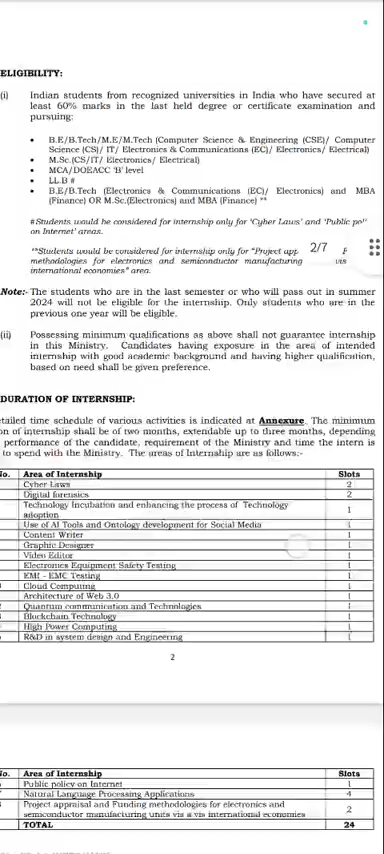 ELIGIBILITY:
(i) Indian students from recognized universities in India who have secured at
least 60% marks in the last held degree or certificate examination and
pursuing:
• B.E/B.Tech/M.E/M.Tech (Computer Science & Engineering (CSE)/ Computer
Science (CS)/ IT/ Electronics & Communications (EC)/ Electronics/ Electrical)
• M.Sc.(CS/IT/ Electronics/ Electrical)
• MCA/DOEACC 'B' level
• LL.B #
• B.E/B.Tech (Electronics & Communications (EC)/ Electronics) and MBA
(Finance) OR M.Sc.(Electronics) and MBA (Finance) **
#Students would be considered for internship only for 'Cyber Laws' and 'Public
on Internet' areas.
**Students would be considered for internship only for "Project app
2/7
methodologies for electronics and semiconductor manufacturing vis
international economies" area.
Note:- The students who are in the last semester or who will pass out in summer
2024 will not be eligible for the internship. Only students who are in the
previous one year will be eligible.
(ii) Possessing minimum qualifications as above shall not guarantee internship
in this Ministry. Candidates having exposure in the area of intended
internship with good academic background and having higher qualification,
based on need shall be given preference.
DURATION OF INTERNSHIP:
etailed time schedule of various activities is indicated at Annexure. The minimum
on of internship shall be of two months, extendable up to three months, depending
performance of the candidate, requirement of the Ministry and time the intern is
to spend with the Ministry. The areas of Internship are as follows:-
No. Area of Internship Slots
Cyber Laws 2
Digital forensics 2
Technology Incubation and enhancing the process of Technology
adoption 1
Use of AI Tools and Ontology development for Social Media 1
Content Writer 1
Graphic Designer 1
Video Editor 1
Electronics Equipment Safety Testing 1
EMI - EMC Testing 1
Cloud Computing 1
Architecture of Web 3.0 1
Quantum communication and Technologies 1
Blockchain Technology 1
High Power Computing 1
R&D in system design and Engineering 1
2
No. Area of Internship Slots
Public policy on Internet 1
Natural Language Processing Applications 4
Project appraisal and Funding methodologies for electronics and
semiconductor manufacturing units vis a vis international economies 2
TOTAL 24